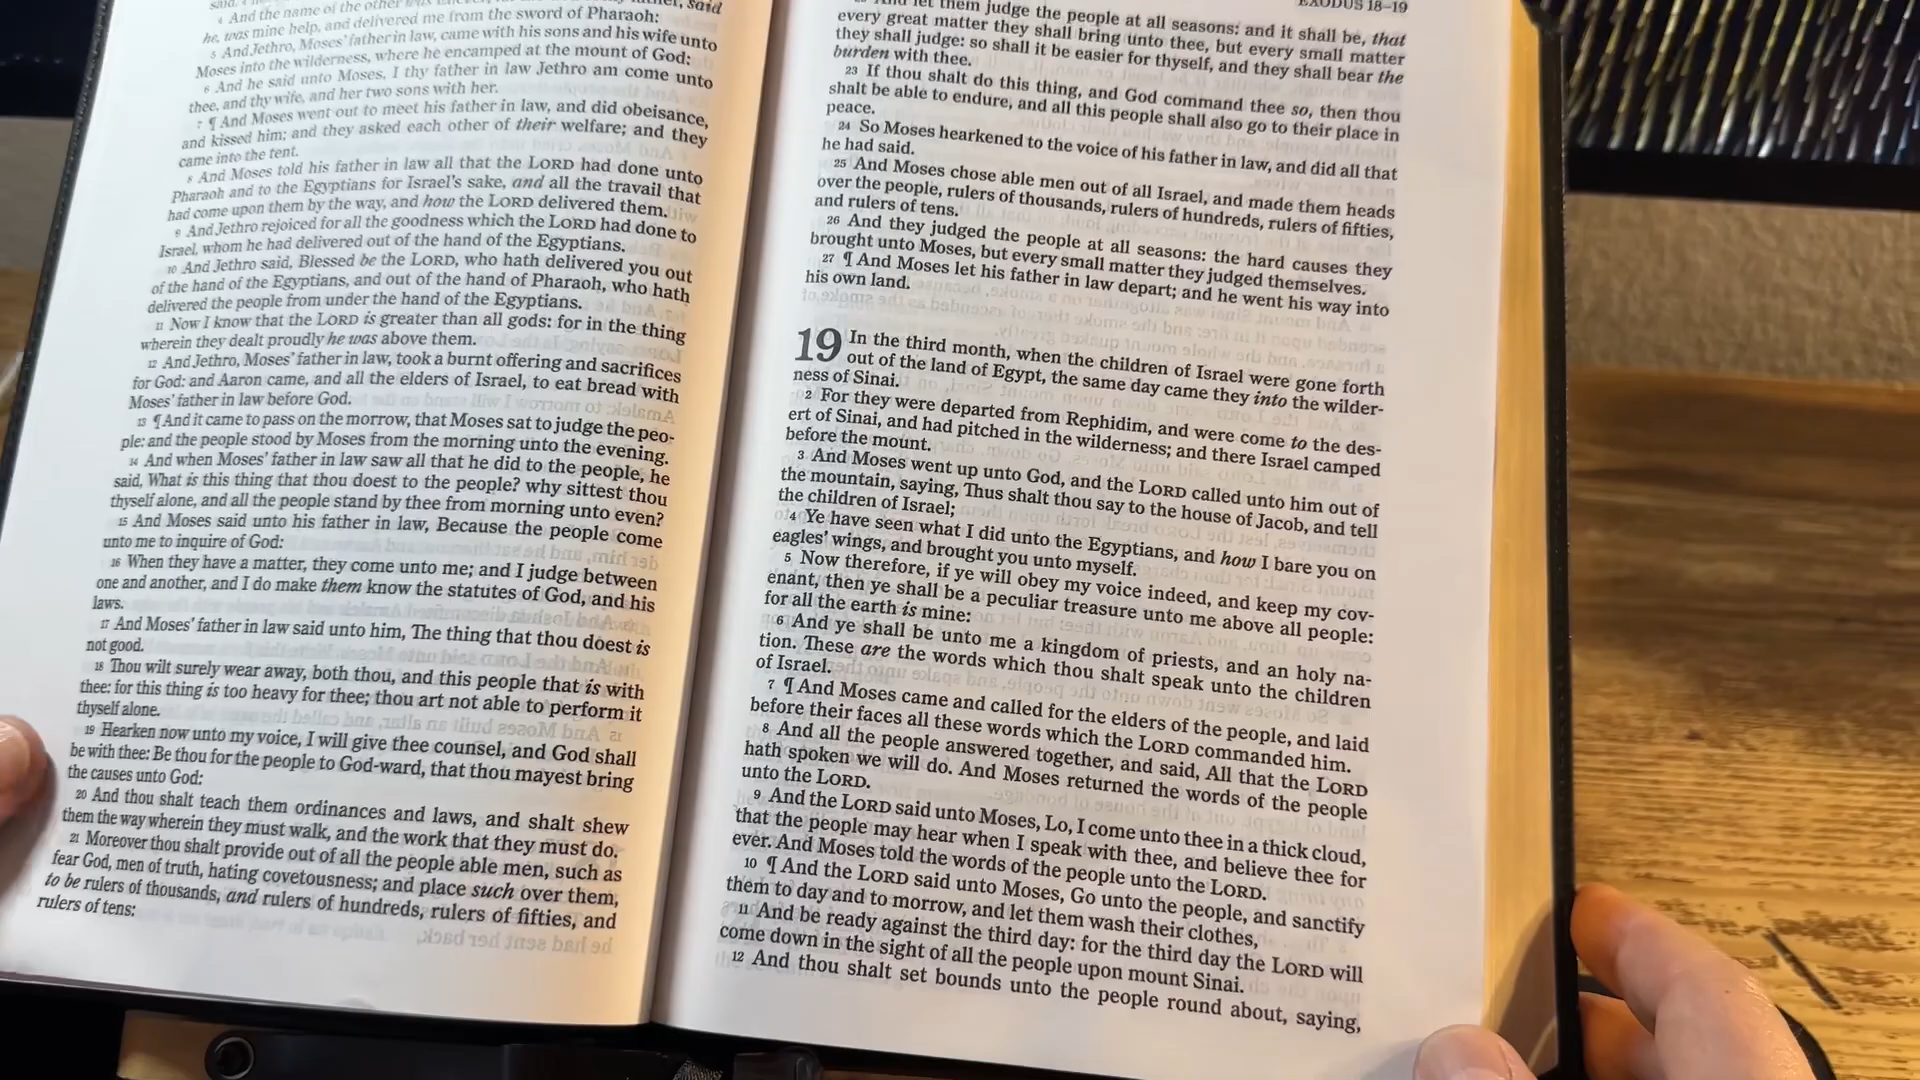 said,
4 And the name of the other
said
he, was mine help, and delivered me from the sword of Pharaoh:
5 And Jethro, Moses' father in law, came with his sons and his wife unto
Moses into the wilderness, where he encamped at the mount of God:
6 And he said unto Moses, I thy father in law Jethro am come unto
thee, and thy wife, and her two sons with her.
7 ¶ And Moses went out to meet his father in law, and did obeisance,
and kissed him; and they asked each other of their welfare; and they
came into the tent.
8 And Moses told his father in law all that the LORD had done unto
Pharaoh and to the Egyptians for Israel's sake, and all the travail that
had come upon them by the way, and how the LORD delivered them.
9 And Jethro rejoiced for all the goodness which the LORD had done to
Israel, whom he had delivered out of the hand of the Egyptians.
10 And Jethro said, Blessed be the LORD, who hath delivered you out
of the hand of the Egyptians, and out of the hand of Pharaoh, who hath
delivered the people from under the hand of the Egyptians.
11 Now I know that the LORD is greater than all gods: for in the thing
wherein they dealt proudly he was above them.
12 And Jethro, Moses' father in law, took a burnt offering and sacrifices
for God: and Aaron came, and all the elders of Israel, to eat bread with
Moses' father in law before God.
13 ¶ And it came to pass on the morrow, that Moses sat to judge the peo-
ple: and the people stood by Moses from the morning unto the evening.
14 And when Moses' father in law saw all that he did to the people, he
said, What is this thing that thou doest to the people? why sittest thou
thyself alone, and all the people stand by thee from morning unto even?
15 And Moses said unto his father in law, Because the people come
unto me to inquire of God:
16 When they have a matter, they come unto me; and I judge between
one and another, and I do make them know the statutes of God, and his
laws.
17 And Moses' father in law said unto him, The thing that thou doest is
not good.
18 Thou wilt surely wear away, both thou, and this people that is with
thee: for this thing is too heavy for thee; thou art not able to perform it
thyself alone.
19 Hearken now unto my voice, I will give thee counsel, and God shall
be with thee: Be thou for the people to God-ward, that thou mayest bring
the causes unto God:
20 And thou shalt teach them ordinances and laws, and shalt shew
them the way wherein they must walk, and the work that they must do.
21 Moreover thou shalt provide out of all the people able men, such as
fear God, men of truth, hating covetousness; and place such over them,
to be rulers of thousands, and rulers of hundreds, rulers of fifties, and
rulers of tens:
EXODUS 18–19
And let them judge the people at all seasons: and it shall be, that
every great matter they shall bring unto thee, but every small matter
they shall judge: so shall it be easier for thyself, and they shall bear the
burden with thee.
23 If thou shalt do this thing, and God command thee so, then thou
shalt be able to endure, and all this people shall also go to their place in
peace.
24 So Moses hearkened to the voice of his father in law, and did all that
he had said.
25 And Moses chose able men out of all Israel, and made them heads
over the people, rulers of thousands, rulers of hundreds, rulers of fifties,
and rulers of tens.
26 And they judged the people at all seasons: the hard causes they
brought unto Moses, but every small matter they judged themselves.
27 ¶ And Moses let his father in law depart; and he went his way into
his own land.
19 In the third month, when the children of Israel were gone forth
out of the land of Egypt, the same day came they into the wilder-
ness of Sinai.
2 For they were departed from Rephidim, and were come to the des-
ert of Sinai, and had pitched in the wilderness; and there Israel camped
before the mount.
3 And Moses went up unto God, and the LORD called unto him out of
the mountain, saying, Thus shalt thou say to the house of Jacob, and tell
the children of Israel;
4 Ye have seen what I did unto the Egyptians, and how I bare you on
eagles' wings, and brought you unto myself.
5 Now therefore, if ye will obey my voice indeed, and keep my cov-
enant, then ye shall be a peculiar treasure unto me above all people:
for all the earth is mine:
6 And ye shall be unto me a kingdom of priests, and an holy na-
tion. These are the words which thou shalt speak unto the children
of Israel.
7 ¶ And Moses came and called for the elders of the people, and laid
before their faces all these words which the LORD commanded him.
8 And all the people answered together, and said, All that the LORD
hath spoken we will do. And Moses returned the words of the people
unto the LORD.
9 And the LORD said unto Moses, Lo, I come unto thee in a thick cloud,
that the people may hear when I speak with thee, and believe thee for
ever. And Moses told the words of the people unto the LORD.
10 ¶ And the LORD said unto Moses, Go unto the people, and sanctify
them to day and to morrow, and let them wash their clothes,
11 And be ready against the third day: for the third day the LORD will
come down in the sight of all the people upon mount Sinai.
12 And thou shalt set bounds unto the people round about, saying,